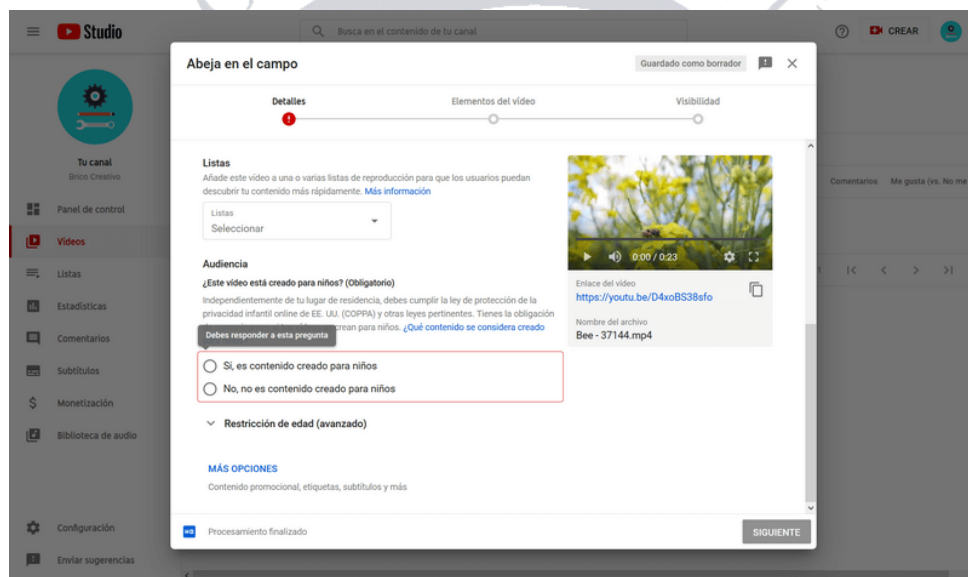 Studio
Busca en el contenido de tu canal
CREAR
Tu canal
Brico Creativo
Panel de control
Vídeos
Listas
Estadísticas
Comentarios
Subtítulos
Monetización
Biblioteca de audio
Configuración
Enviar sugerencias
Abeja en el campo
Guardado como borrador
Detalles
Elementos del vídeo
Visibilidad
Listas
Añade este vídeo a una o varias listas de reproducción para que los usuarios puedan
descubrir tu contenido más rápidamente. Más información
Listas
Seleccionar
Audiencia
¿Este vídeo está creado para niños? (Obligatorio)
Independientemente de tu lugar de residencia, debes cumplir la ley de protección de la
privacidad infantil online de EE. UU. (COPPA) y otras leyes pertinentes. Tienes la obligación
crean para niños. ¿Qué contenido se considera creado
Debes responder a esta pregunta
Sí, es contenido creado para niños
No, no es contenido creado para niños
Restricción de edad (avanzado)
MÁS OPCIONES
Contenido promocional, etiquetas, subtítulos y más
0:00 / 0:23
Enlace del vídeo
https://youtu.be/D4xoBS38sfo
Nombre del archivo
Bee - 37144.mp4
Procesamiento finalizado
SIGUIENTE
Comentarios
Me gusta (vs. No me